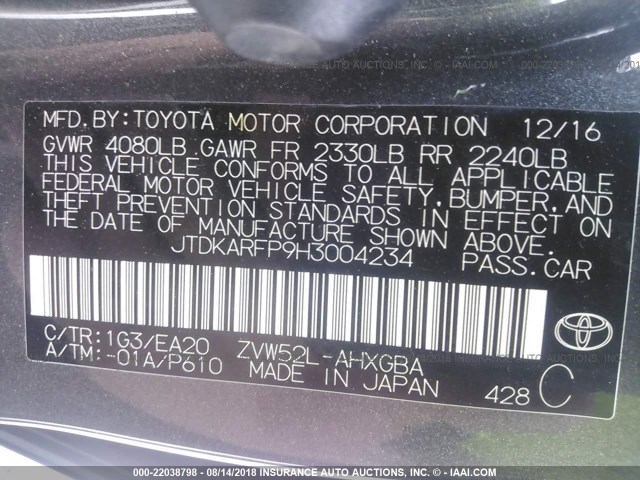 MFD.BY:TOYOTA MOTOR CORPORATION 12/16
GVWR 4080LB GAWR FR 2330LB RR 2240LB
THIS VEHICLE CONFORMS TO ALL APPLICABLE
FEDERAL MOTOR VEHICLE SAFETY,BUMPER,AND
THEFT PREVENTION STANDARDS IN EFFECT ON
THE DATE OF MANUFACTURE SHOWN ABOVE.
JTDKARFP9H3004234 PASS.CAR
C/TR:1G3/EA20 ZVW52L-AHXGBA
A/TM:-01A/P610 MADE IN JAPAN
428 C
000-22038798 - 08/14/2018 - INSURANCE AUTO AUCTIONS, INC. - © - IAAI.COM